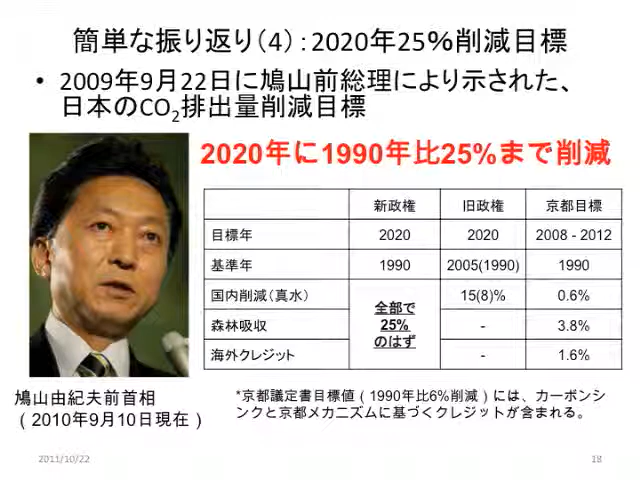 簡単な振り返り（4）：2020年25%削減目標
• 2009年9月22日に鳩山前総理により示された、
日本のCO₂排出量削減目標
2020年に1990年比25%まで削減
新政権 旧政権 京都目標
目標年 2020 2020 2008 - 2012
基準年 1990 2005(1990) 1990
国内削減（真水） 全部で25%のはず 15(8)% 0.6%
森林吸収 - 3.8%
海外クレジット - 1.6%
鳩山由紀夫前首相
（2010年9月10日現在）
*京都議定書目標値（1990年比6%削減）には、カーボンシ
ンクと京都メカニズムに基づくクレジットが含まれる。
2011/10/22
18